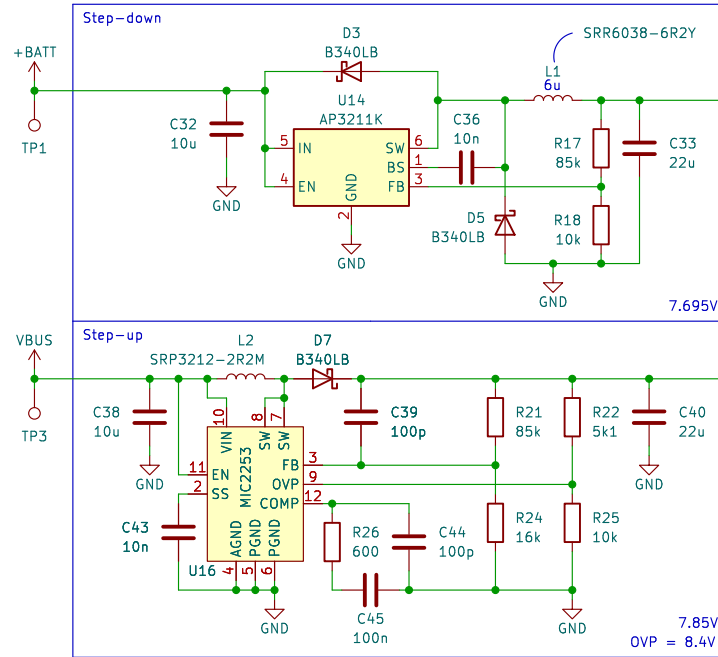 Step-down
+BATT
TP1
C32
10u
GND
D3
B340LB
U14
AP3211K
5
IN
4
EN
GND
2
GND
SW
6
BS
1
FB
3
C36
10n
D5
B340LB
GND
SRR6038-6R2Y
L1
6u
R17
85k
R18
10k
C33
22u
7.695V
Step-up
VBUS
TP3
C38
10u
GND
L2
SRP3212-2R2M
D7
B340LB
10
VIN
8
SW
7
SW
11
EN
2
SS
MIC2253
FB
3
OVP
9
COMP
12
AGND
PGND
PGND
4
5
6
U16
C43
10n
GND
C39
100p
R26
600
C44
100p
C45
100n
R21
85k
R22
5k1
R24
16k
R25
10k
GND
C40
22u
GND
7.85V
OVP = 8.4V